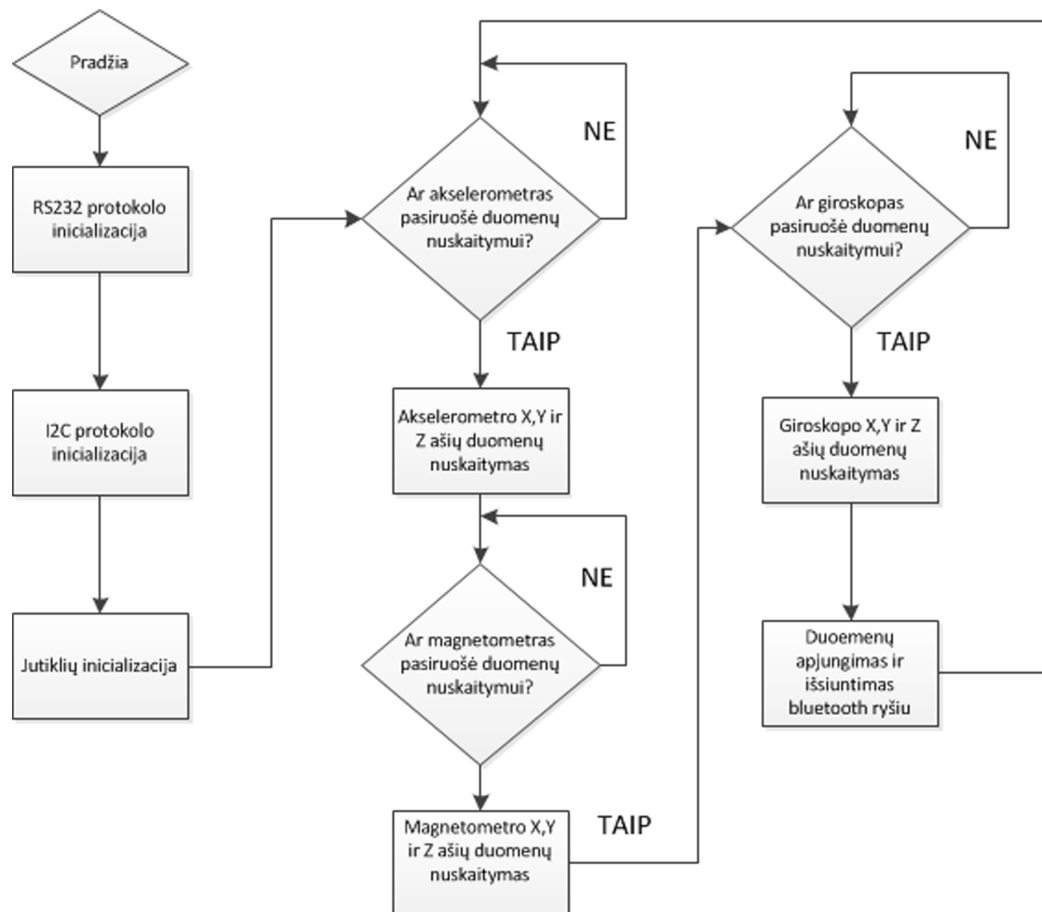 Pradžia
RS232 protokolo
inicializacija
I2C protokolo
inicializacija
Jutiklių inicializacija
Ar akselerometras
pasiruošė duomenų
nuskaitymui?
NE
TAIP
Akselerometro X,Y ir
Z ašių duomenų
nuskaitymas
NE
Ar magnetometras
pasiruošė duomenų
nuskaitymui?
Magnetometro X,Y
ir Z ašių duomenų
nuskaitymas
TAIP
Ar giroskopas
pasiruošė duomenų
nuskaitymui?
NE
TAIP
Giroskopo X,Y ir Z
ašių duomenų
nuskaitymas
Duoemenų
apjungimas ir
išsiuntimas
bluetooth ryšiu